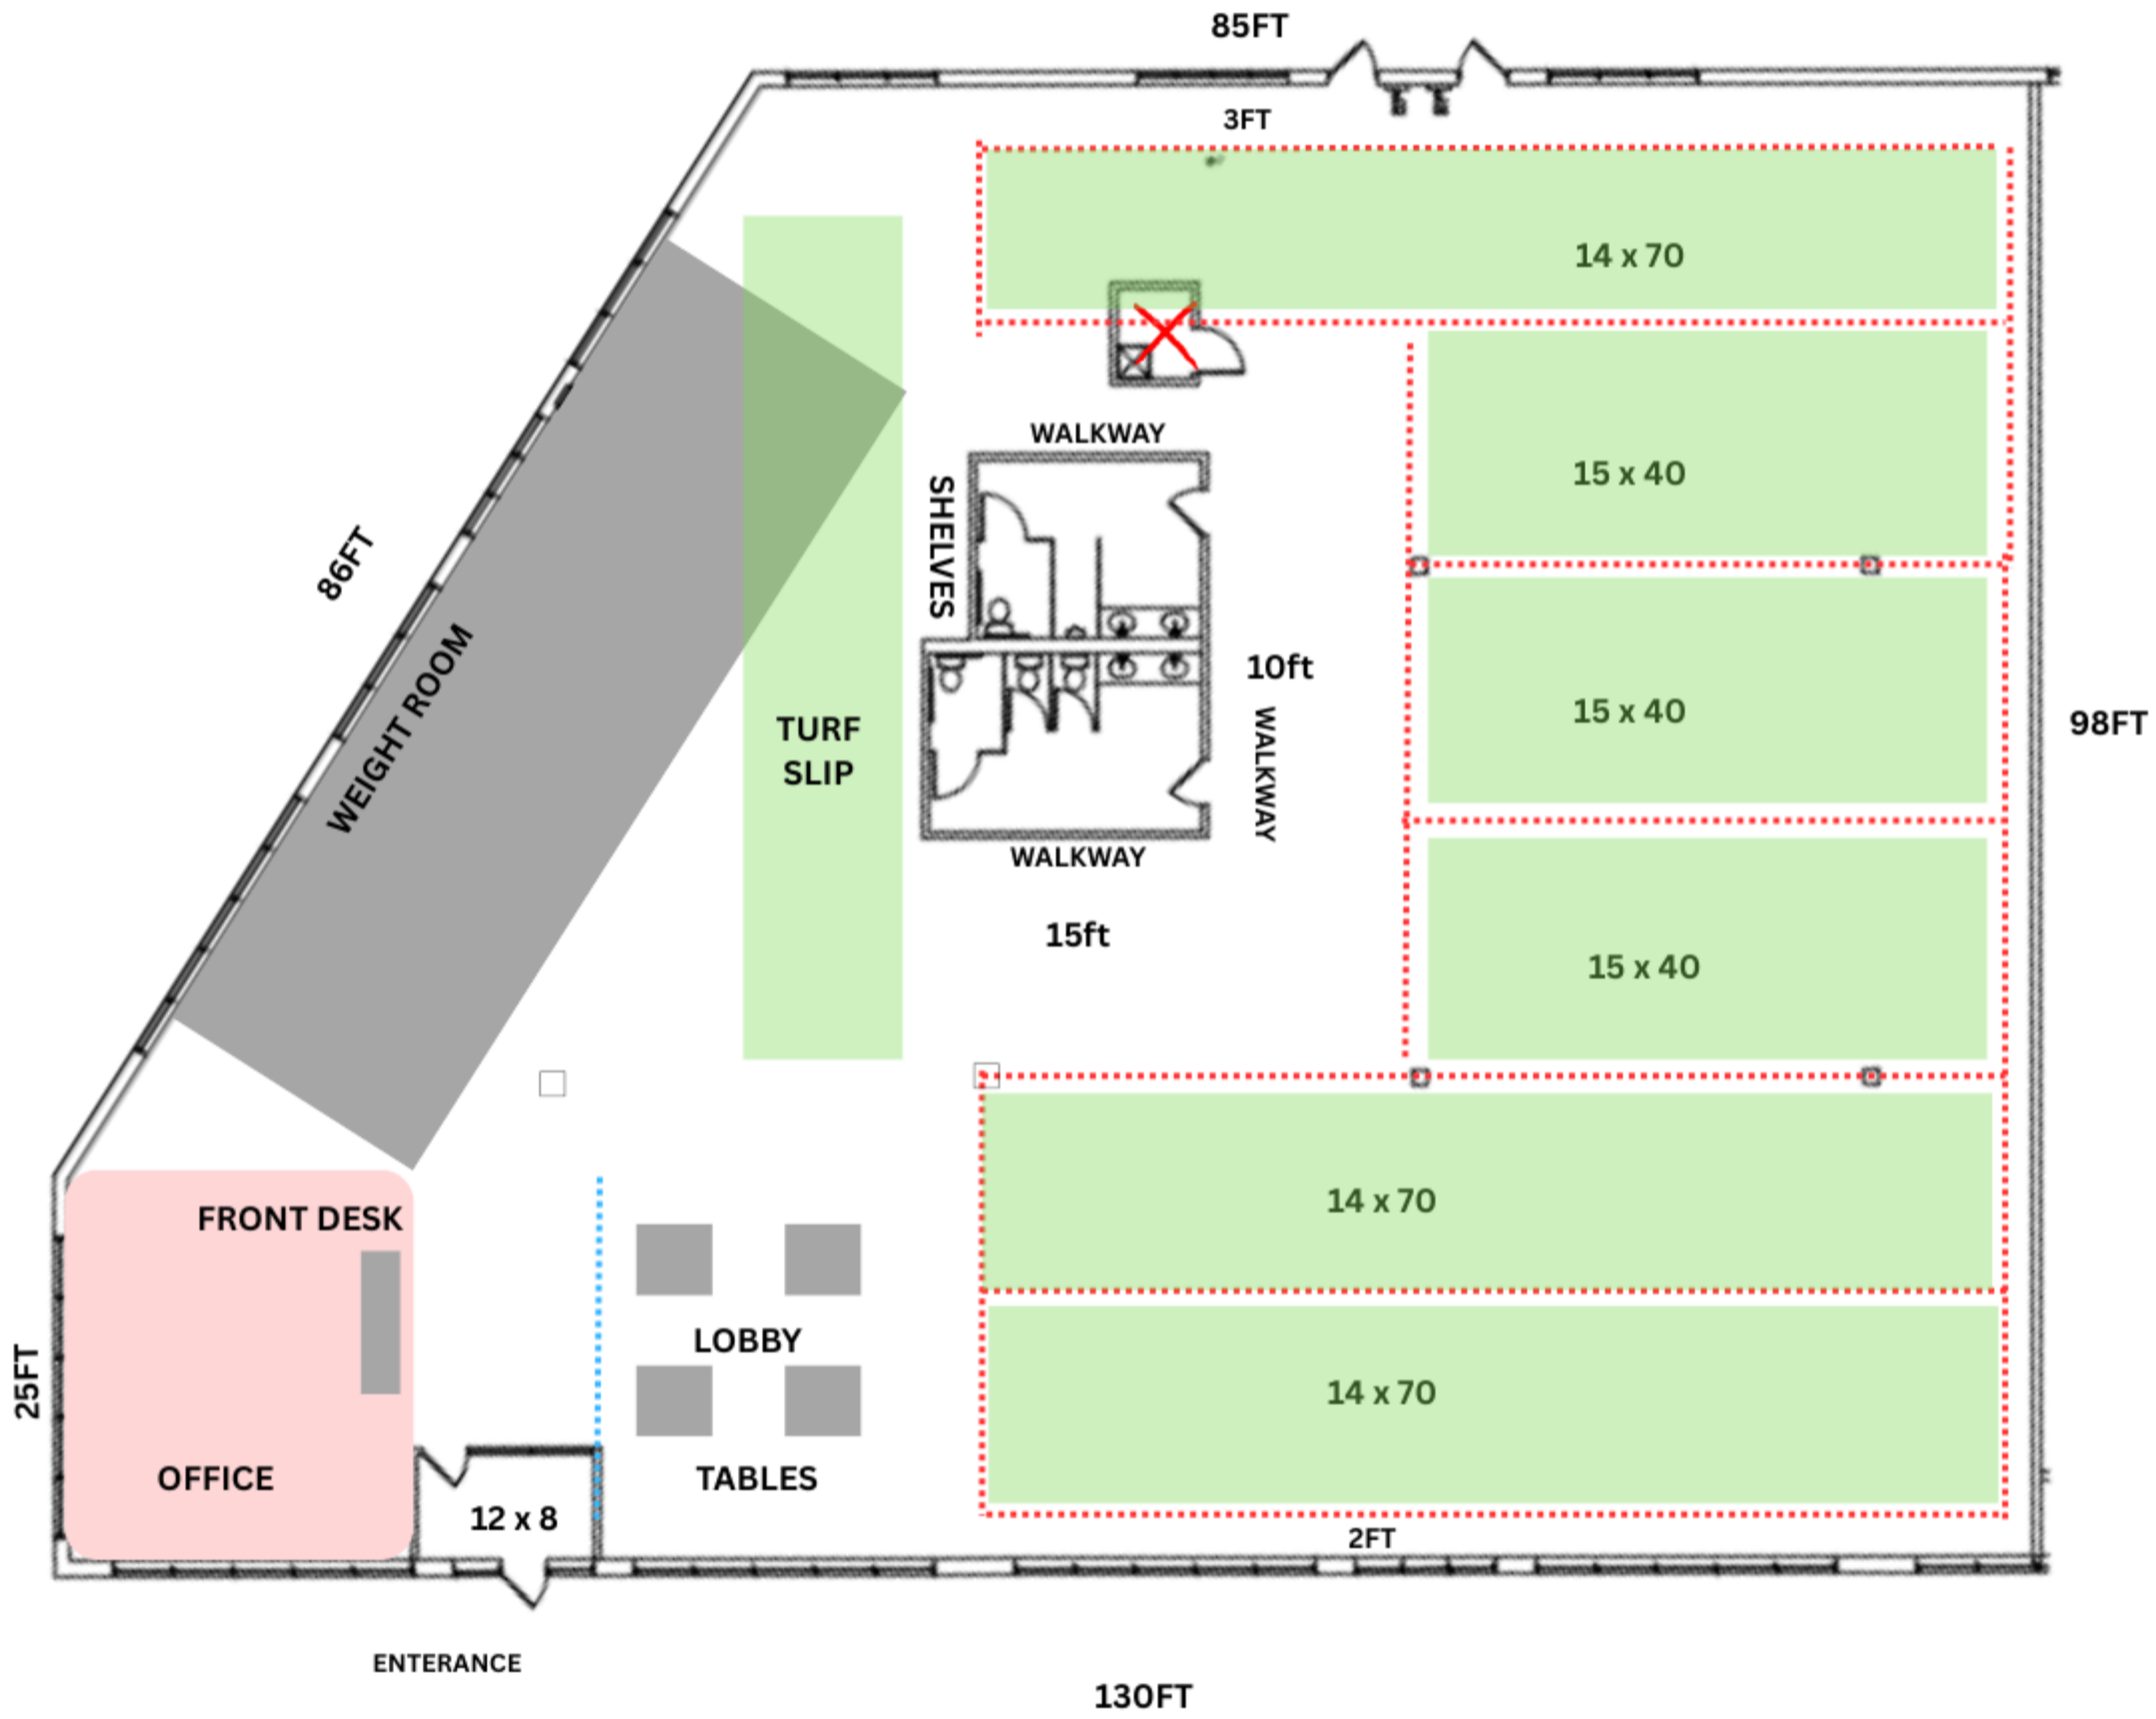 85FT
3FT
14 x 70
WALKWAY
SHELVES
15 x 40
86FT
WEIGHT ROOM
10ft
WALKWAY
15 x 40
98FT
TURF
SLIP
WALKWAY
15ft
15 x 40
FRONT DESK
14 x 70
LOBBY
25FT
14 x 70
OFFICE
TABLES
12 x 8
2FT
ENTERANCE
130FT